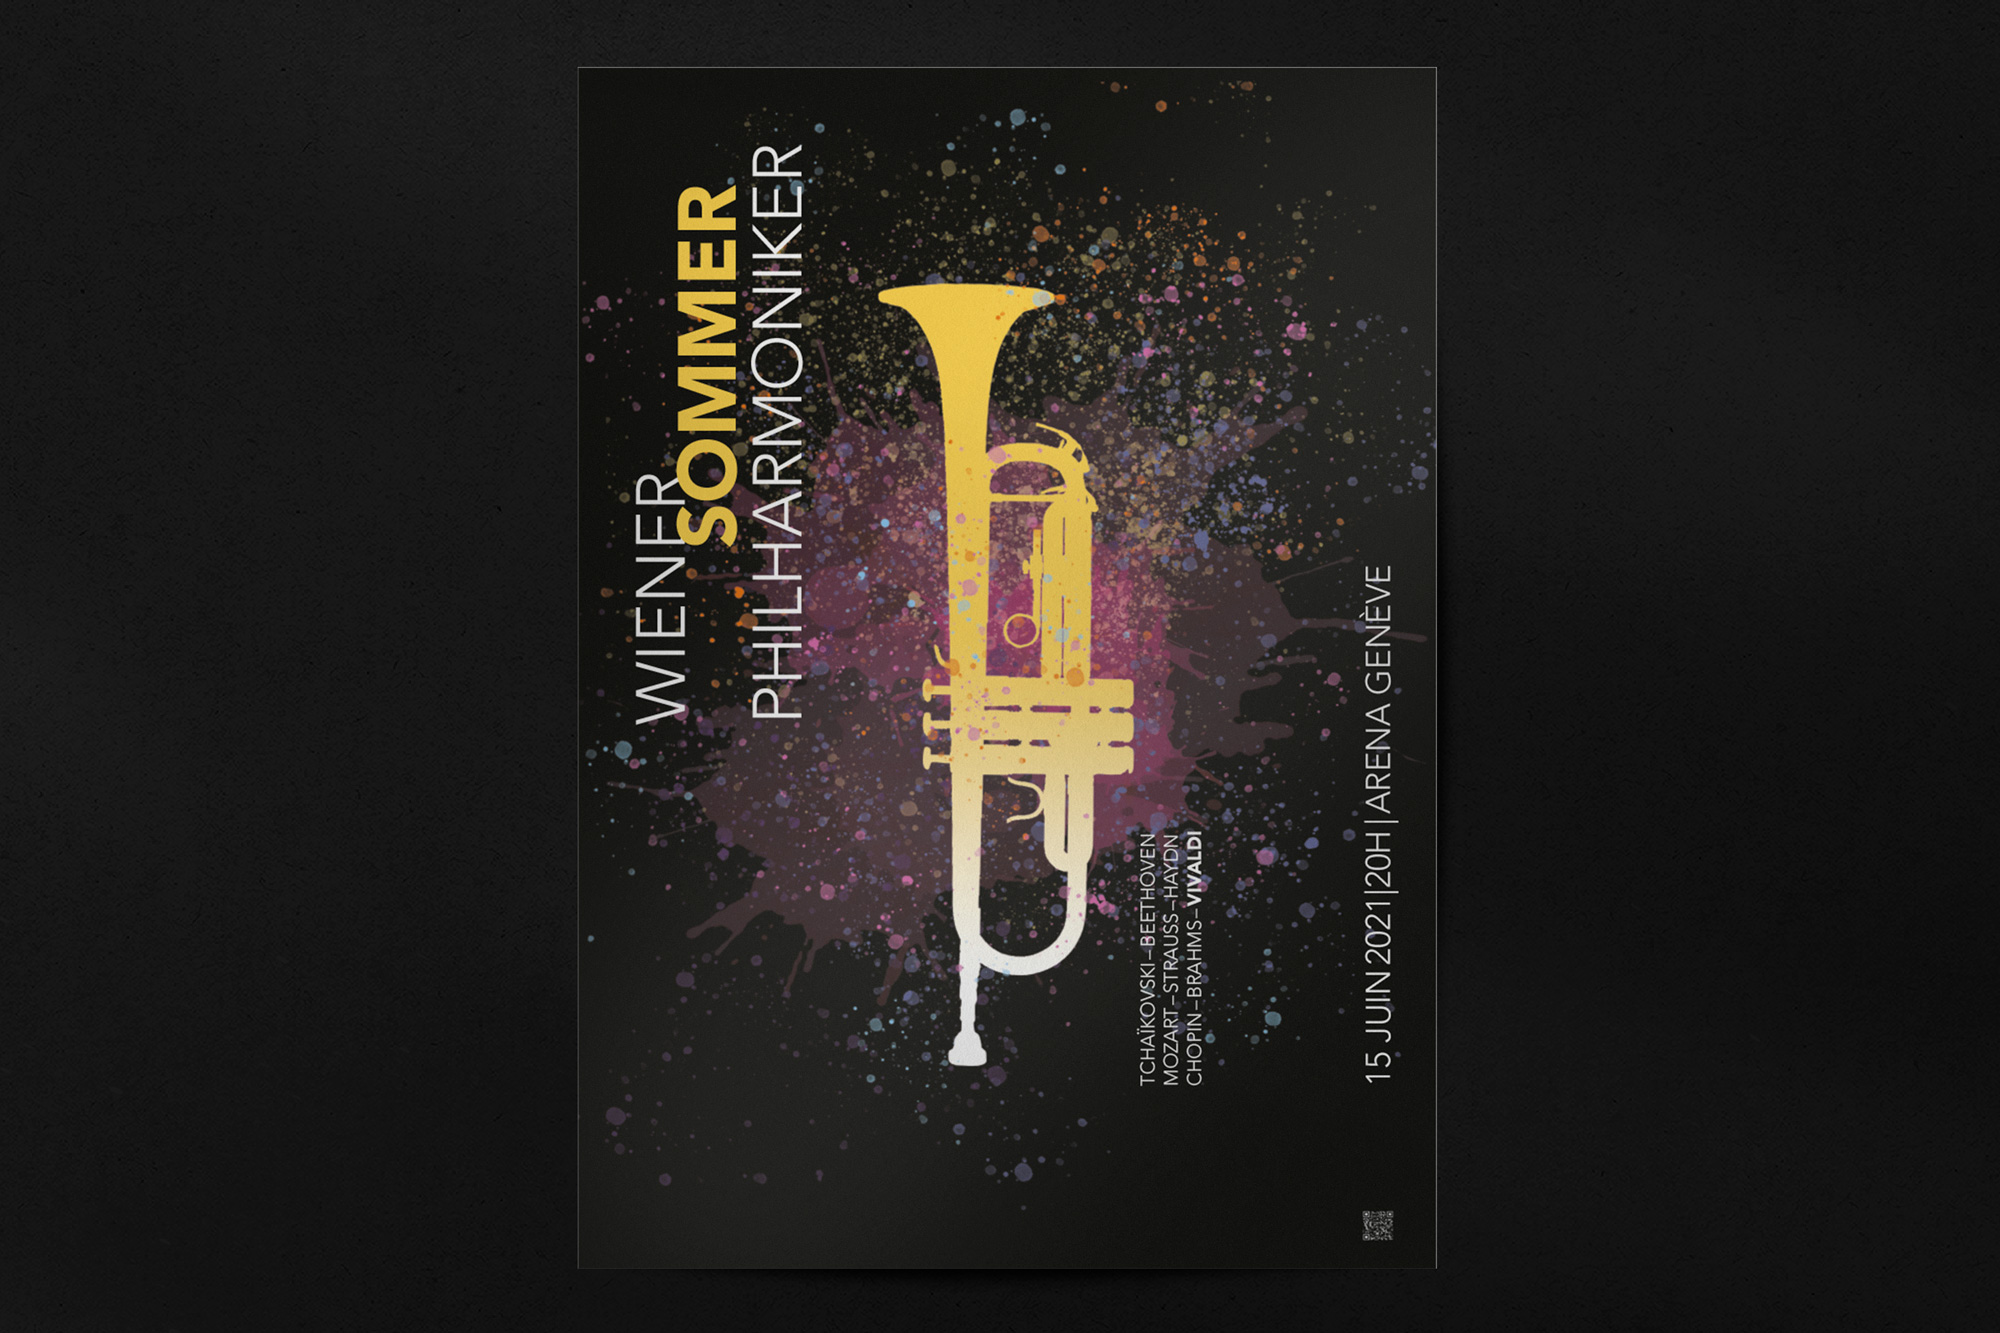 WIENER
SOMMER
PHILHARMONIKER
TCHAÏKOVSKI – BEETHOVEN
MOZART – STRAUSS – HAYDN
CHOPIN – BRAHMS – VIVALDI
15 JUIN 2021 | 20H | ARENA GENÈVE